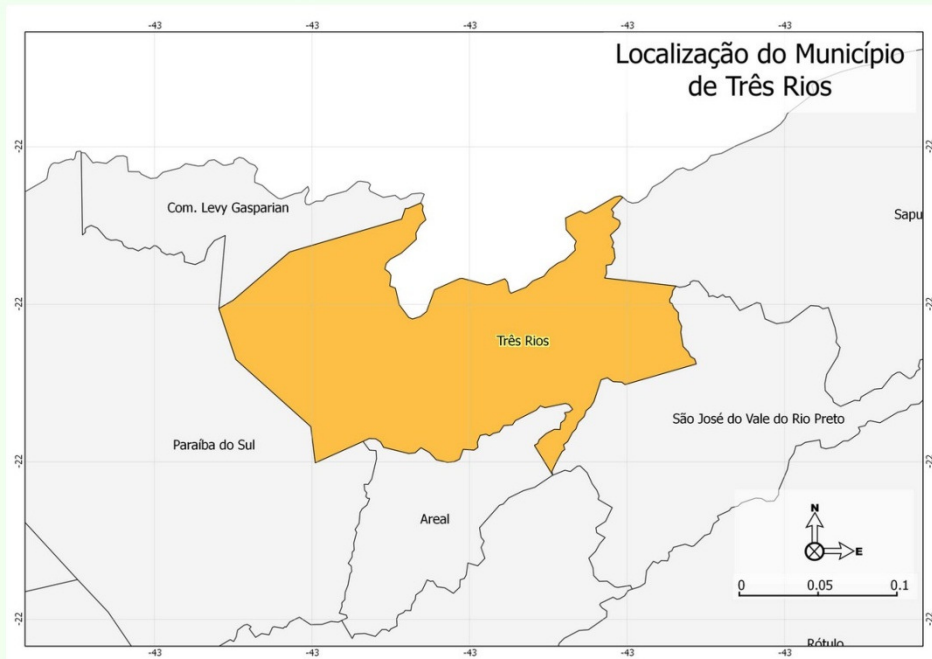 -43 -43 -43 -43 -43
Localização do Município
de Três Rios
-22 -22
Com. Levy Gasparian
Sapu
-22 -22
Três Rios
São José do Vale do Rio Preto
Paraíba do Sul
-22 -22
Areal
N
E
0 0.05 0.1
-22 -22
Rótulo
-43 -43 -43 -43 -43